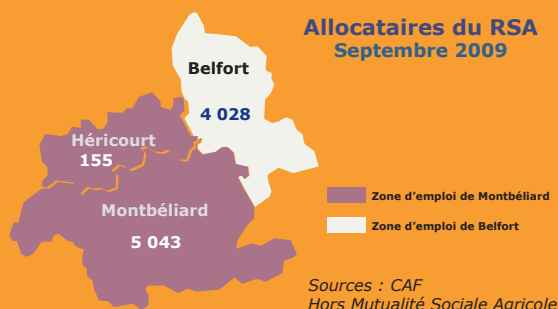 Allocataires du RSA
Septembre 2009
Belfort
4 028
Héricourt
155
Montbéliard
5 043
Zone d'emploi de Montbéliard
Zone d'emploi de Belfort
Sources : CAF
Hors Mutualité Sociale Agricole